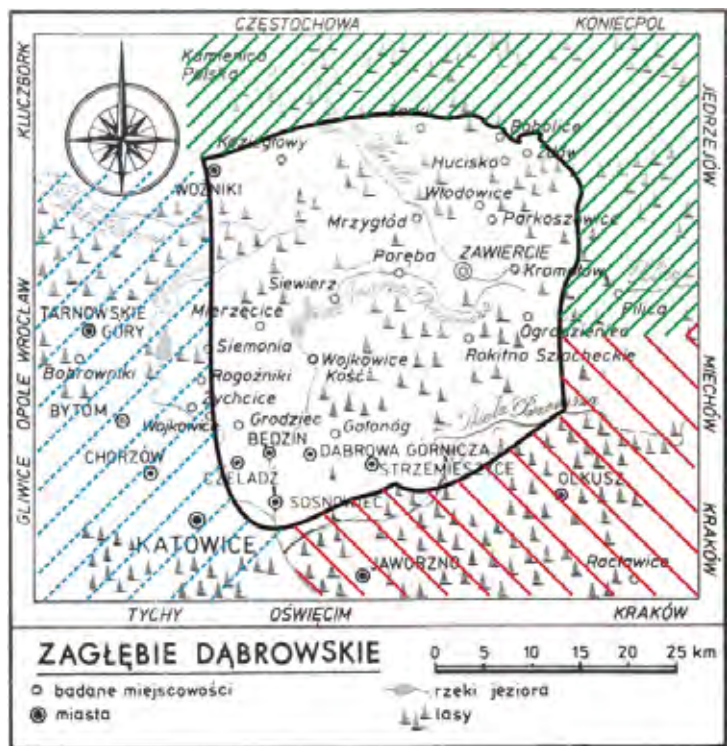 CZĘSTOCHOWA KONIECPOL
KLUCZBORK
OPOLE WROCŁAW
GLIWICE
JĘDRZEJÓW
MIECHÓW
KRAKÓW
Kamienica
Polska
Koziegłowy
WOŹNIKI
Bobolice
Hucisko
Włodowice
Mrzygłód
Parkoszowice
Poręba
ZAWIERCIE
Kromołów
Siewierz
Pilica
Mierzęcice
TARNOWSKIE
GÓRY
Ogrodzieniec
Siemonia
Rokitno Szlacheckie
Bobrowniki
Wojkowice
Kość.
Rogoźniki
Żychcice
BYTOM
Wojkowice
Grodziec
Gołonóg
BĘDZIN
DĄBROWA GÓRNICZA
CHORZÓW
CZELADŹ
STRZEMIESZYCE
OLKUSZ
SOSNOWIEC
KATOWICE
JAWORZNO
Racławice
TYCHY OŚWIĘCIM KRAKÓW
ZAGŁĘBIE DĄBROWSKIE
0 5 10 15 20 25 km
badane miejscowości
rzeki jeziora
miasta
lasy